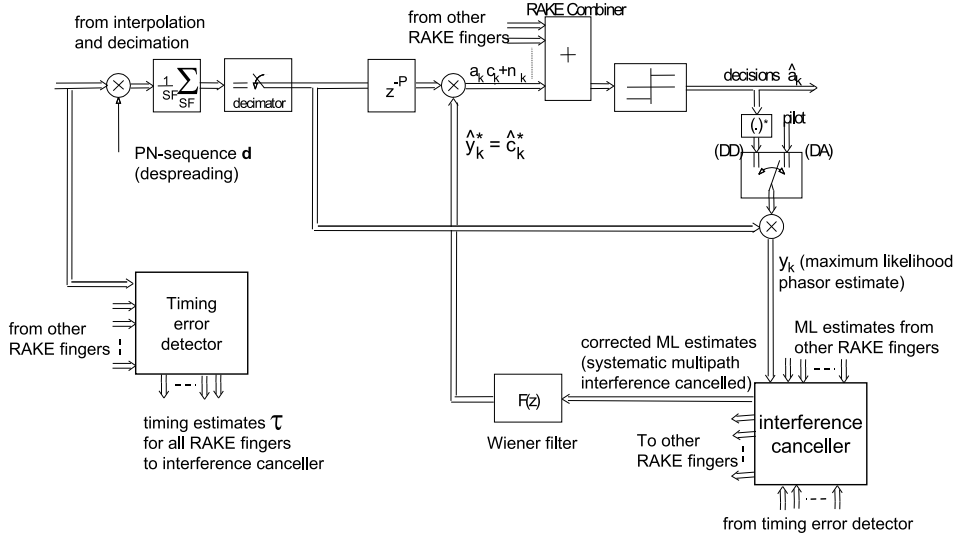 from interpolation
and decimation
from other
RAKE fingers
RAKE Combiner
+
a_k c_k+n_k
1/SF Σ SF
decimator
z^-P
decisions â_k
(.)*
pilot
(DD)
(DA)
PN-sequence d
(despreading)
ŷ*_k = ĉ*_k
y_k (maximum likelihood
phasor estimate)
Timing
error
detector
from other
RAKE fingers
timing estimates τ
for all RAKE fingers
to interference canceller
corrected ML estimates
(systematic multipath
interference cancelled)
ML estimates from
other RAKE fingers
F(z)
Wiener filter
interference
canceller
To other
RAKE fingers
from timing error detector